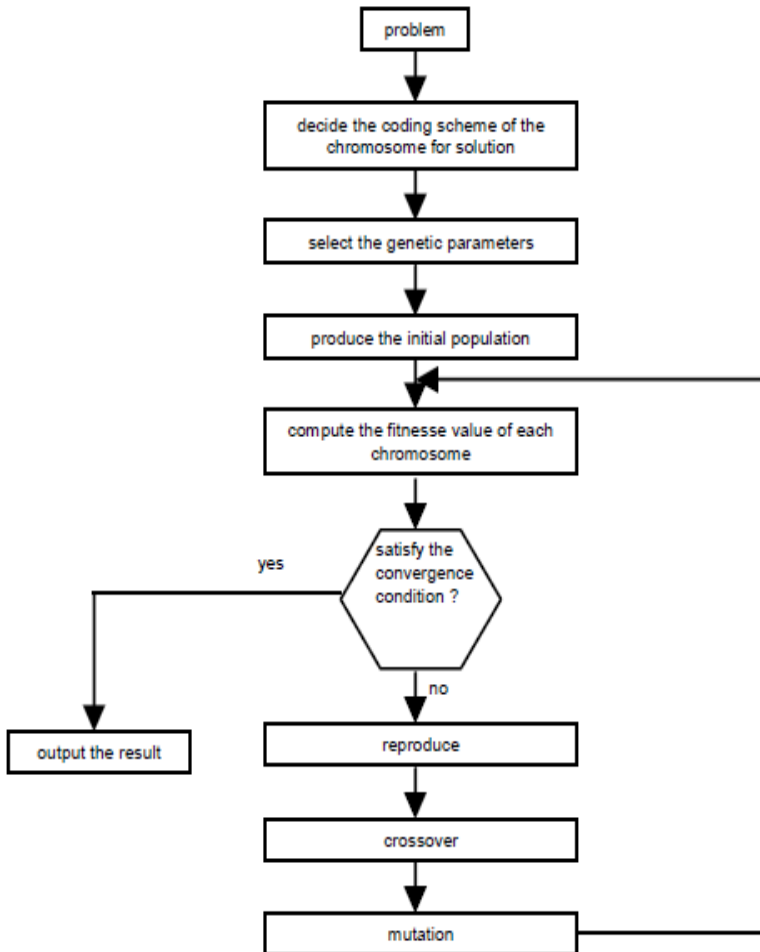 problem
decide the coding scheme of the
chromosome for solution
select the genetic parameters
produce the initial population
compute the fitnesse value of each
chromosome
satisfy the
convergence
condition ?
yes
no
output the result
reproduce
crossover
mutation